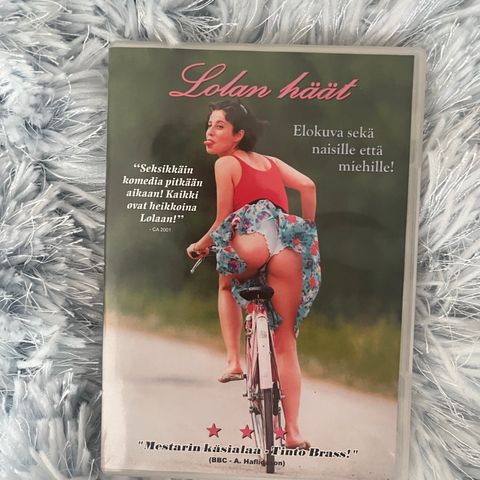 Lolan häät
Elokuva sekä
naisille että
miehille!
“Seksikkäin
komedia pitkään
aikaan! Kaikki
ovat heikkoina
Lolaan!”
- CA 2001
"Mestarin käsialaa - Tinto Brass!"
(BBC - A. Haflidason)